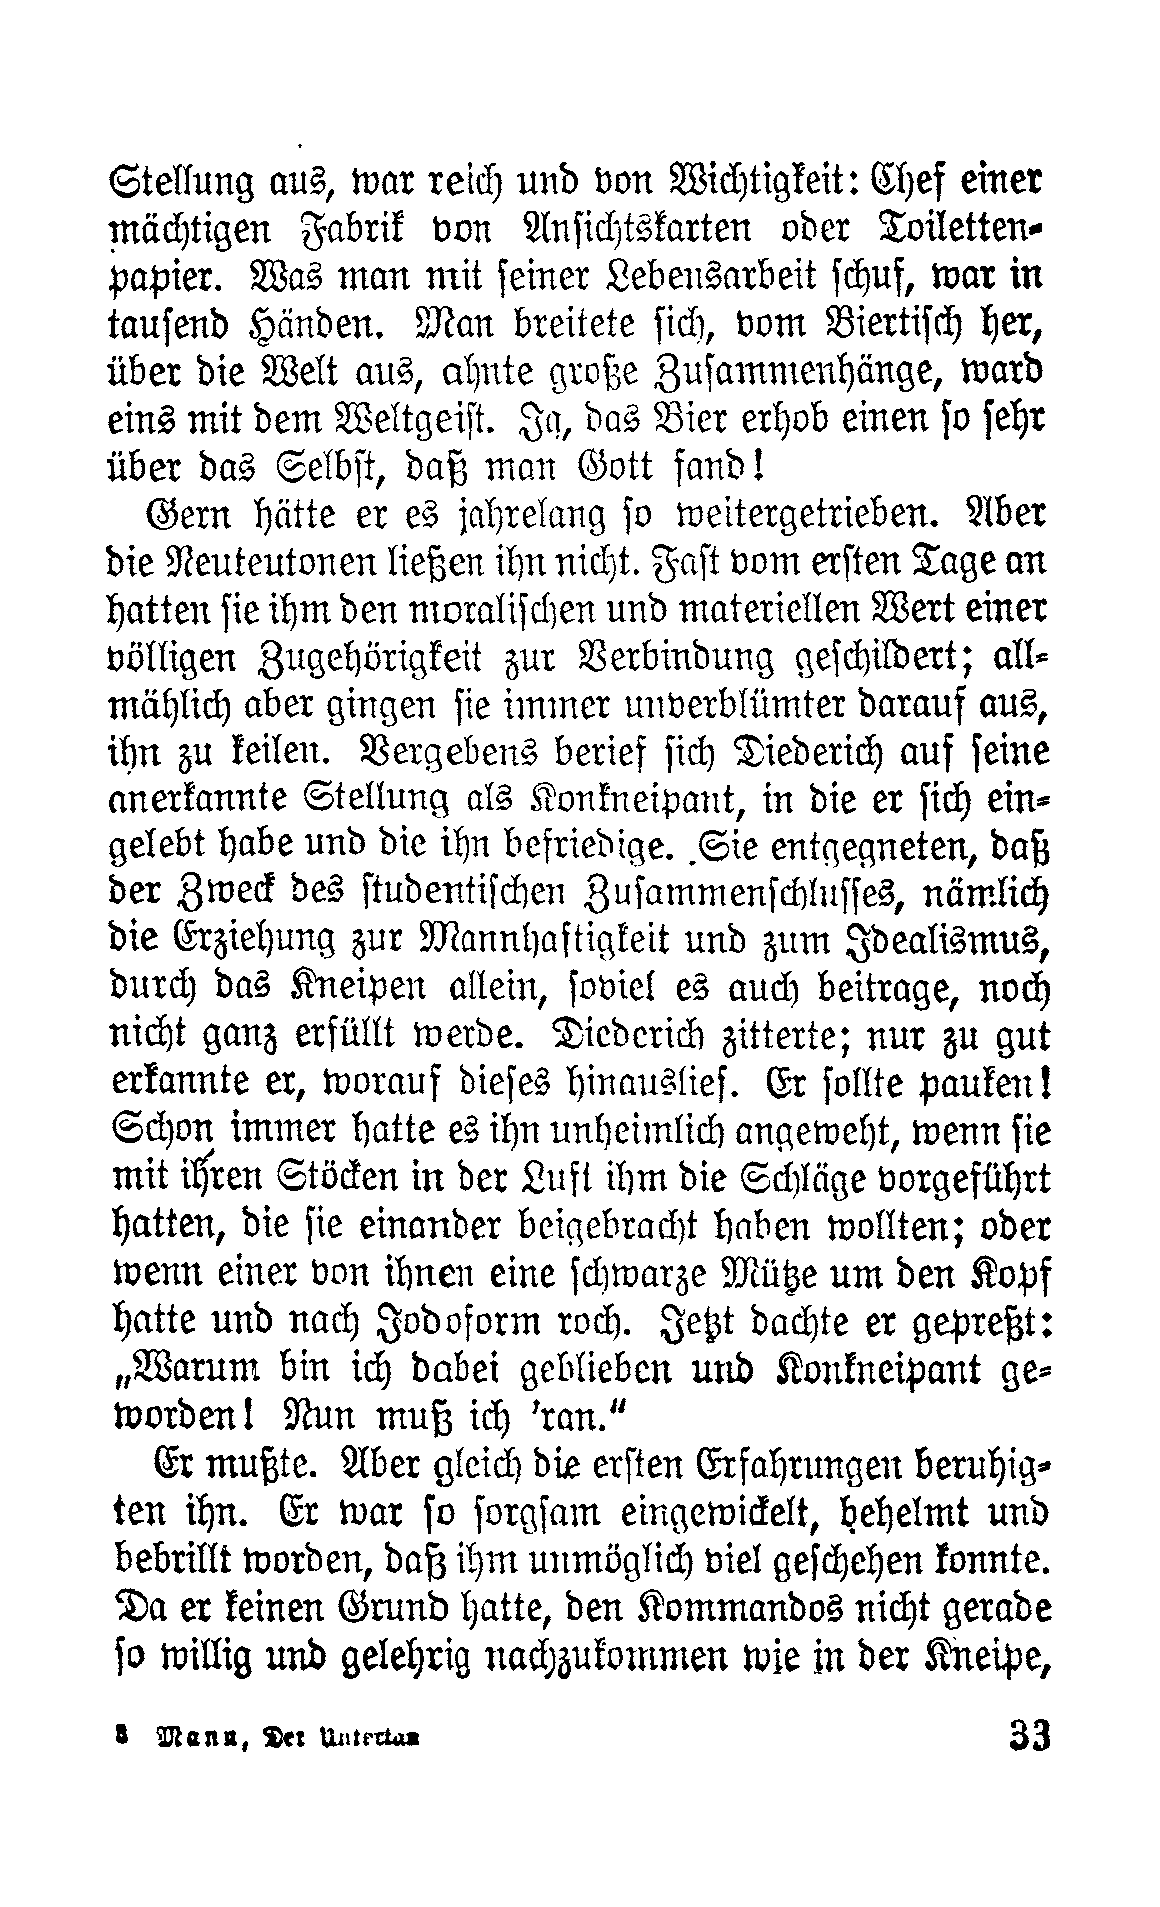 Stellung aus, war reich und von Wichtigkeit: Chef einer
mächtigen Fabrik von Ansichtskarten oder Toiletten-
papier. Was man mit seiner Lebensarbeit schuf, war in
tausend Händen. Man breitete sich, vom Biertisch her,
über die Welt aus, ahnte große Zusammenhänge, ward
eins mit dem Weltgeist. Ja, das Bier erhob einen so sehr
über das Selbst, daß man Gott fand!
Gern hätte er es jahrelang so weitergetrieben. Aber
die Neuteutonen ließen ihn nicht. Fast vom ersten Tage an
hatten sie ihm den moralischen und materiellen Wert einer
völligen Zugehörigkeit zur Verbindung geschildert; all-
mählich aber gingen sie immer unverblümter darauf aus,
ihn zu keilen. Vergebens berief sich Diederich auf seine
anerkannte Stellung als Konkneipant, in die er sich ein-
gelebt habe und die ihn befriedige. Sie entgegneten, daß
der Zweck des studentischen Zusammenschlusses, nämlich
die Erziehung zur Mannhaftigkeit und zum Idealismus,
durch das Kneipen allein, soviel es auch beitrage, noch
nicht ganz erfüllt werde. Diederich zitterte; nur zu gut
erkannte er, worauf dieses hinauslief. Er sollte pauken!
Schon immer hatte es ihn unheimlich angeweht, wenn sie
mit ihren Stöcken in der Luft ihm die Schläge vorgeführt
hatten, die sie einander beigebracht haben wollten; oder
wenn einer von ihnen eine schwarze Mütze um den Kopf
hatte und nach Jodoform roch. Jetzt dachte er gepreßt:
„Warum bin ich dabei geblieben und Konkneipant ge-
worden! Nun muß ich 'ran.“
Er mußte. Aber gleich die ersten Erfahrungen beruhig-
ten ihn. Er war so sorgsam eingewickelt, behelmt und
bebrillt worden, daß ihm unmöglich viel geschehen konnte.
Da er keinen Grund hatte, den Kommandos nicht gerade
so willig und gelehrig nachzukommen wie in der Kneipe,
3 Mann, Der Untertan 33